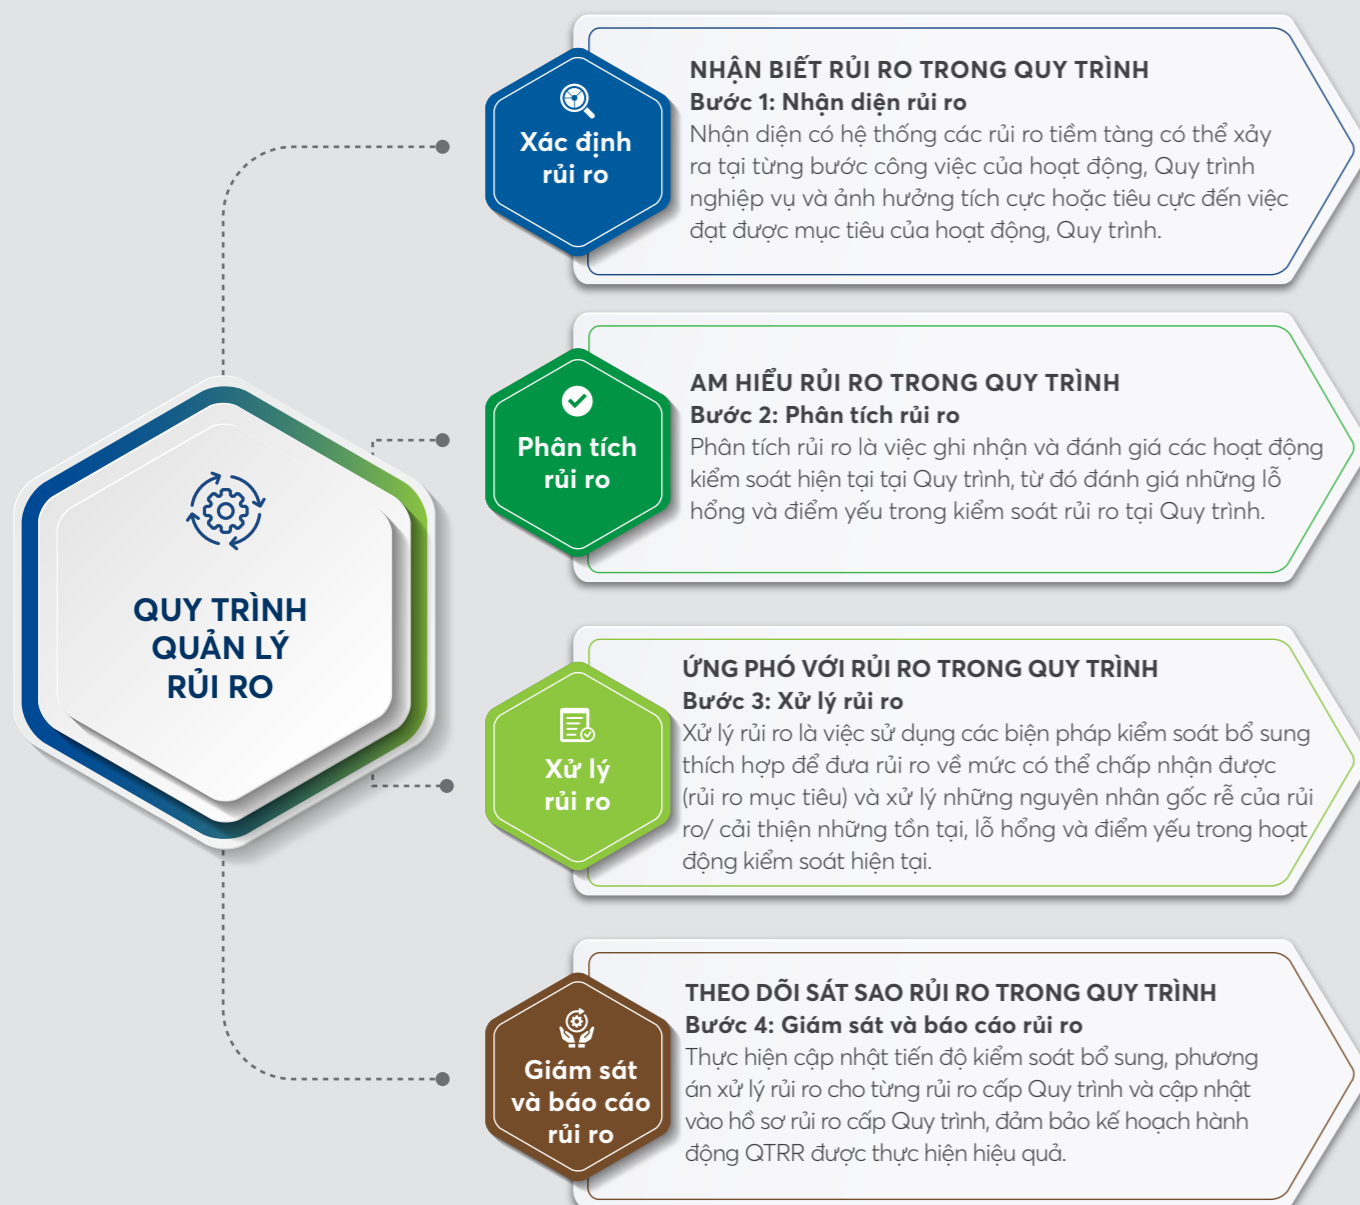 QUY TRÌNH
QUẢN LÝ
RỦI RO
Xác định
rủi ro
NHẬN BIẾT RỦI RO TRONG QUY TRÌNH
Bước 1: Nhận diện rủi ro
Nhận diện có hệ thống các rủi ro tiềm tàng có thể xảy
ra tại từng bước công việc của hoạt động, Quy trình
nghiệp vụ và ảnh hưởng tích cực hoặc tiêu cực đến việc
đạt được mục tiêu của hoạt động, Quy trình.
Phân tích
rủi ro
AM HIỂU RỦI RO TRONG QUY TRÌNH
Bước 2: Phân tích rủi ro
Phân tích rủi ro là việc ghi nhận và đánh giá các hoạt động
kiểm soát hiện tại tại Quy trình, từ đó đánh giá những lỗ
hổng và điểm yếu trong kiểm soát rủi ro tại Quy trình.
Xử lý
rủi ro
ỨNG PHÓ VỚI RỦI RO TRONG QUY TRÌNH
Bước 3: Xử lý rủi ro
Xử lý rủi ro là việc sử dụng các biện pháp kiểm soát bổ sung
thích hợp để đưa rủi ro về mức có thể chấp nhận được
(rủi ro mục tiêu) và xử lý những nguyên nhân gốc rễ của rủi
ro/ cải thiện những tồn tại, lỗ hổng và điểm yếu trong hoạt
động kiểm soát hiện tại.
Giám sát
và báo cáo
rủi ro
THEO DÕI SÁT SAO RỦI RO TRONG QUY TRÌNH
Bước 4: Giám sát và báo cáo rủi ro
Thực hiện cập nhật tiến độ kiểm soát bổ sung, phương
án xử lý rủi ro cho từng rủi ro cấp Quy trình và cập nhật
vào hồ sơ rủi ro cấp Quy trình, đảm bảo kế hoạch hành
động QTRR được thực hiện hiệu quả.